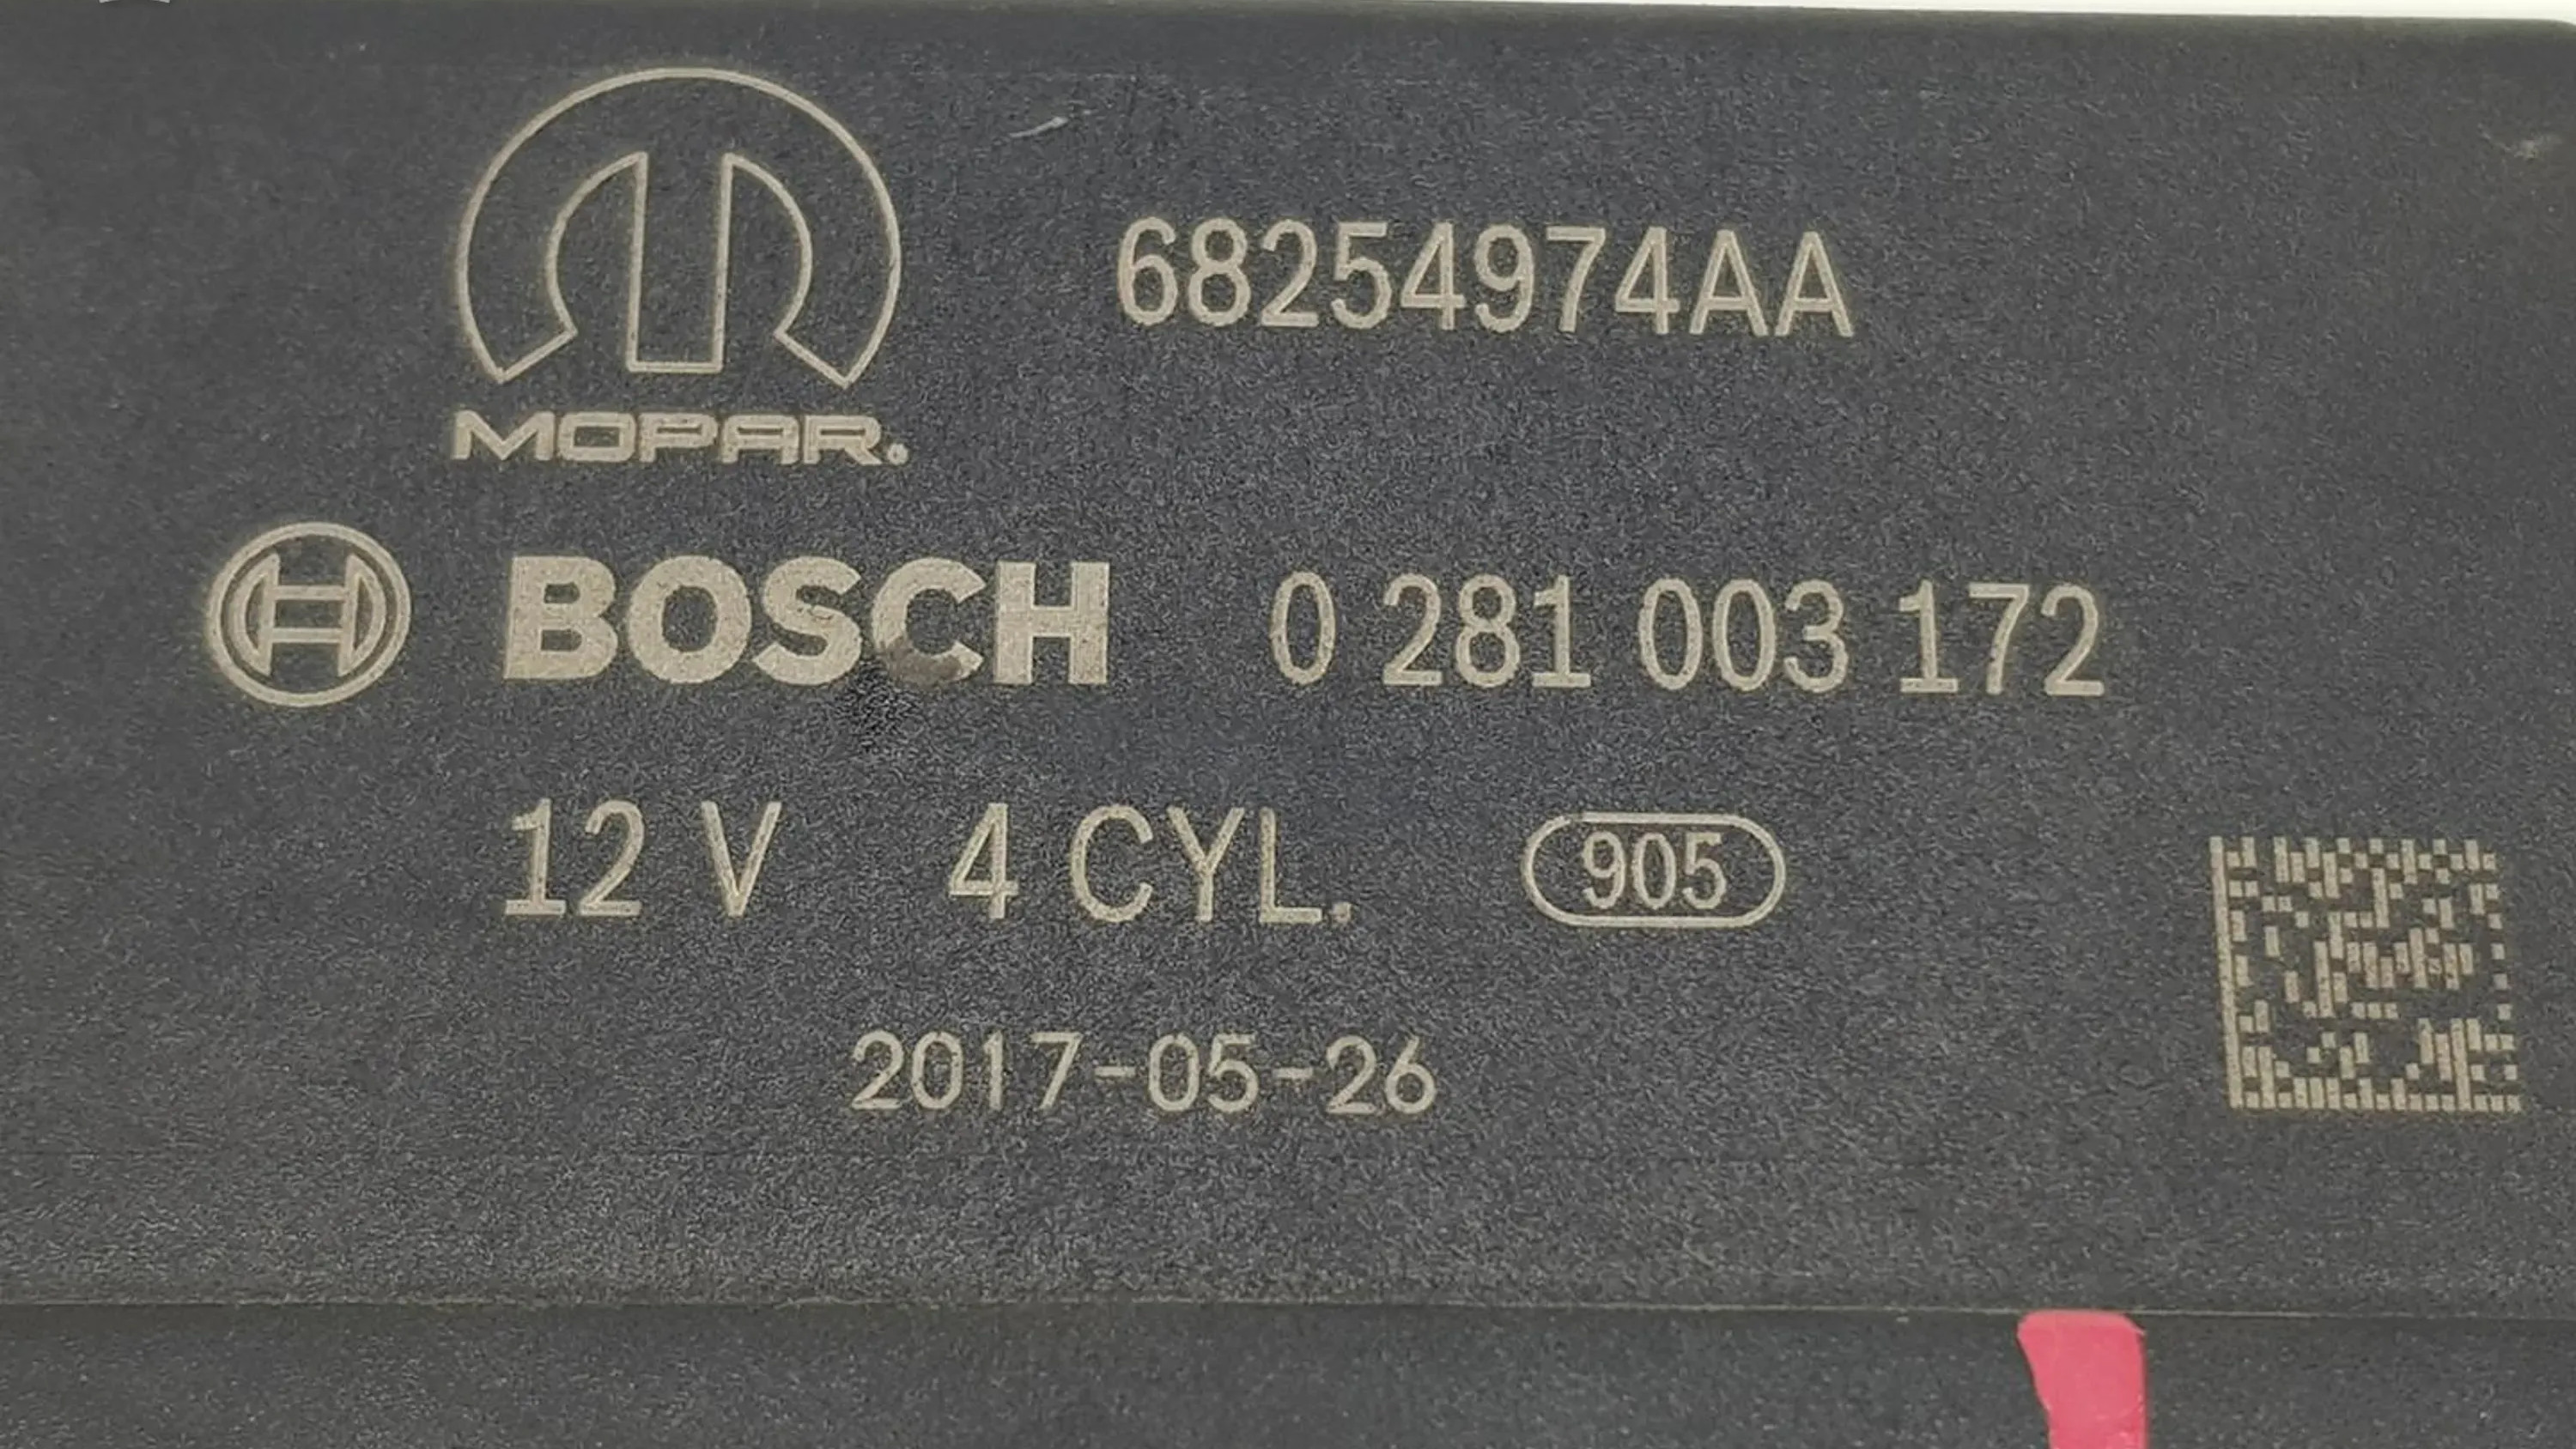 68254974AA
MOPAR.
BOSCH 0 281 003 172
12 V 4 CYL. 905
2017-05-26